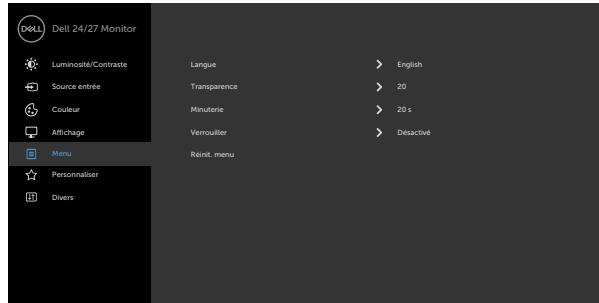 DELL Dell 24/27 Monitor
Luminosité/Contraste
Source entrée
Couleur
Affichage
Menu
Personnaliser
Divers
Langue English
Transparence 20
Minuterie 20 s
Verrouiller Désactivé
Réinit. menu